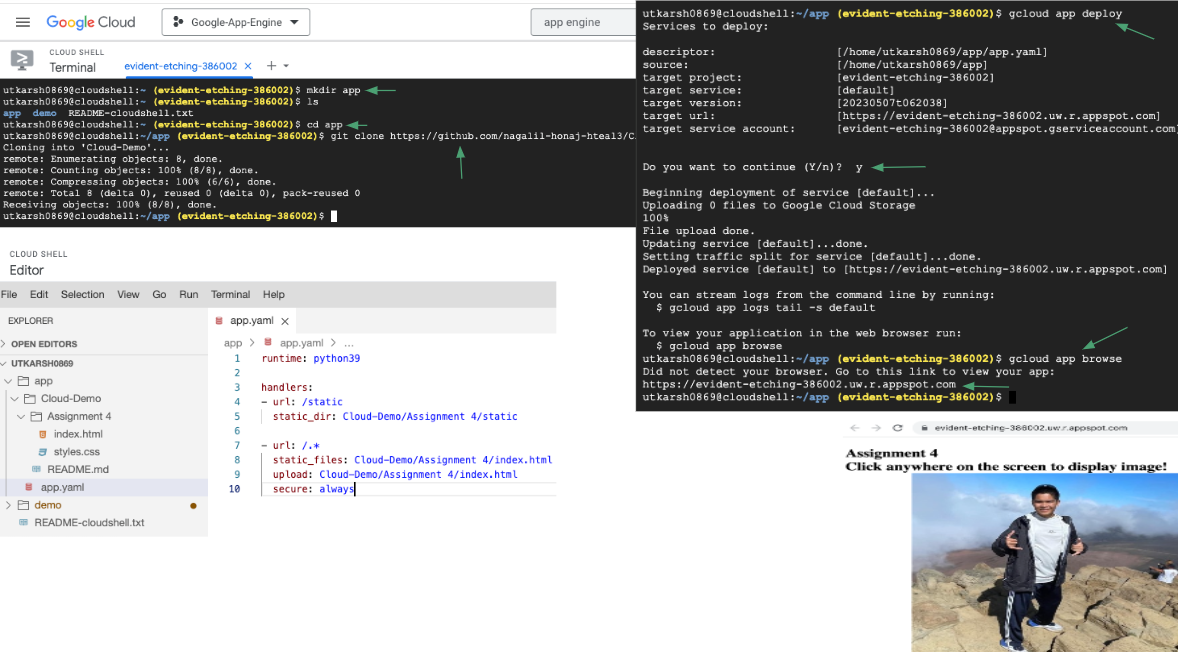 Google Cloud
Google-App-Engine
app engine
CLOUD SHELL
Terminal
evident-etching-386002
utkarsh0869@cloudshell:~ (evident-etching-386002)$ mkdir app
utkarsh0869@cloudshell:~ (evident-etching-386002)$ ls
app demo README-cloudshell.txt
utkarsh0869@cloudshell:~ (evident-etching-386002)$ cd app
utkarsh0869@cloudshell:~/app (evident-etching-386002)$ git clone https://github.com/nagalil-honaj-hteal3/C
Cloning into 'Cloud-Demo'...
remote: Enumerating objects: 8, done.
remote: Counting objects: 100% (8/8), done.
remote: Compressing objects: 100% (6/6), done.
remote: Total 8 (delta 0), reused 0 (delta 0), pack-reused 0
Receiving objects: 100% (8/8), done.
utkarsh0869@cloudshell:~/app (evident-etching-386002)$
utkarsh0869@cloudshell:~/app (evident-etching-386002)$ gcloud app deploy
Services to deploy:
descriptor: [/home/utkarsh0869/app/app.yaml]
source: [/home/utkarsh0869/app]
target project: [evident-etching-386002]
target service: [default]
target version: [20230507t062038]
target url: [https://evident-etching-386002.uw.r.appspot.com]
target service account: [evident-etching-386002@appspot.gserviceaccount.com]
Do you want to continue (Y/n)? y
Beginning deployment of service [default]...
Uploading 0 files to Google Cloud Storage
100%
File upload done.
Updating service [default]...done.
Setting traffic split for service [default]...done.
Deployed service [default] to [https://evident-etching-386002.uw.r.appspot.com]
You can stream logs from the command line by running:
$ gcloud app logs tail -s default
To view your application in the web browser run:
$ gcloud app browse
utkarsh0869@cloudshell:~/app (evident-etching-386002)$ gcloud app browse
Did not detect your browser. Go to this link to view your app:
https://evident-etching-386002.uw.r.appspot.com
utkarsh0869@cloudshell:~/app (evident-etching-386002)$
CLOUD SHELL
Editor
File Edit Selection View Go Run Terminal Help
EXPLORER
OPEN EDITORS
UTKARSH0869
app
Cloud-Demo
Assignment 4
index.html
styles.css
README.md
app.yaml
demo
README-cloudshell.txt
app.yaml
app > app.yaml > ...
1 runtime: python39
2
3 handlers:
4 - url: /static
5 static_dir: Cloud-Demo/Assignment 4/static
6
7 - url: /.*
8 static_files: Cloud-Demo/Assignment 4/index.html
9 upload: Cloud-Demo/Assignment 4/index.html
10 secure: always
evident-etching-386002.uw.r.appspot.com
Assignment 4
Click anywhere on the screen to display image!